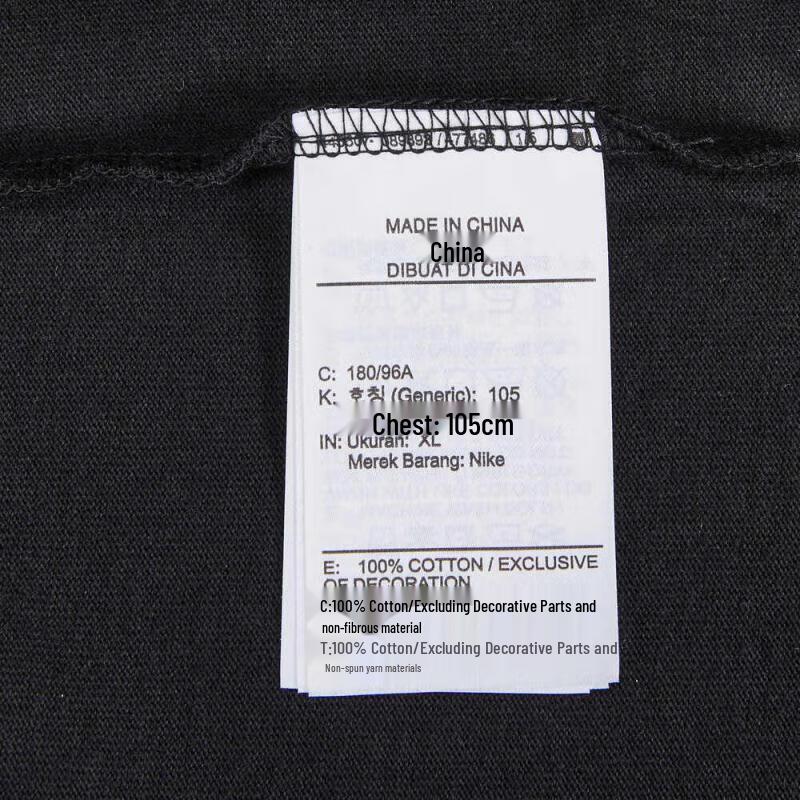 MADE IN CHINA
China
DIBUAT DI CINA
C: 180/96A
K: 호칭 (Generic): 105
Chest: 105cm
IN: Ukuran: XL
Merek Barang: Nike
E: 100% COTTON / EXCLUSIVE
OF DECORATION
C:100% Cotton/Excluding Decorative Parts and
non-fibrous material
T:100% Cotton/Excluding Decorative Parts and
Non-spun yarn materials